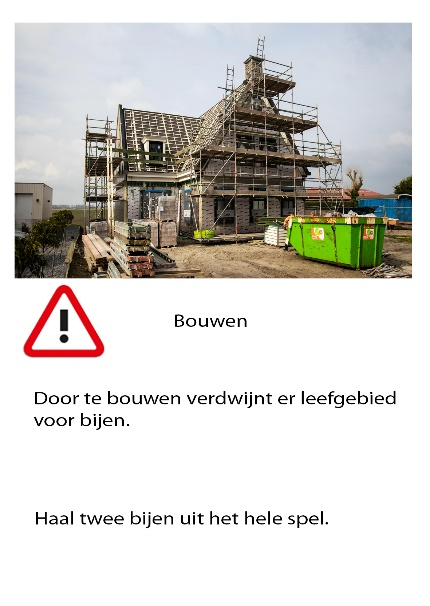 Bouwen
Door te bouwen verdwijnt er leefgebied
voor bijen.
Haal twee bijen uit het hele spel.